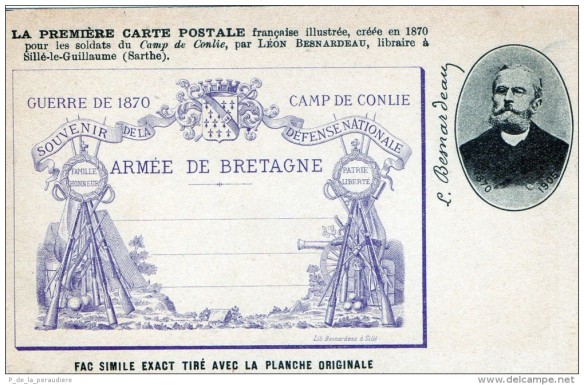 LA PREMIÈRE CARTE POSTALE française illustrée, créée en 1870
pour les soldats du Camp de Conlie, par LÉON BESNARDEAU, libraire à
Sillé-le-Guillaume (Sarthe).
GUERRE DE 1870
CAMP DE CONLIE
SOUVENIR DE LA DÉFENSE NATIONALE
ARMÉE DE BRETAGNE
FAMILLE
HONNEUR
PATRIE
LIBERTÉ
Lib. Besnardeau à Sillé
FAC SIMILE EXACT TIRÉ AVEC LA PLANCHE ORIGINALE
L. Besnardeau
1870 1903
P_de_la_peraudiere
www.delcampe.net